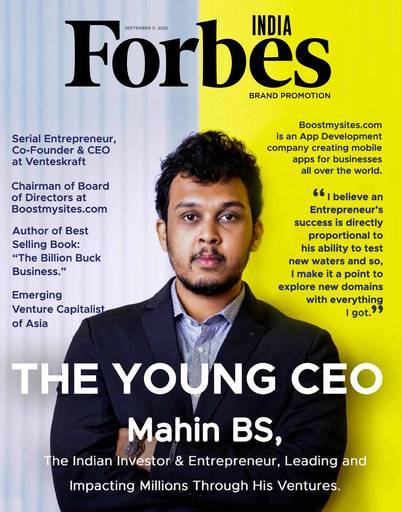 SEPTEMBER 11, 2020
INDIA
Forbes
BRAND PROMOTION
Serial Entrepreneur,
Co-Founder & CEO
at Venteskraft
Chairman of Board
of Directors at
Boostmysites.com
Author of Best
Selling Book:
“The Billion Buck
Business.”
Emerging
Venture Capitalist
of Asia
Boostmysites.com
is an App Development
company creating mobile
apps for businesses
all over the world.
“I believe an
Entrepreneur's
success is directly
proportional to
his ability to test
new waters and so,
I make it a point to
explore new domains
with everything
I got.”
THE YOUNG CEO
Mahin BS,
The Indian Investor & Entrepreneur, Leading and
Impacting Millions Through His Ventures.